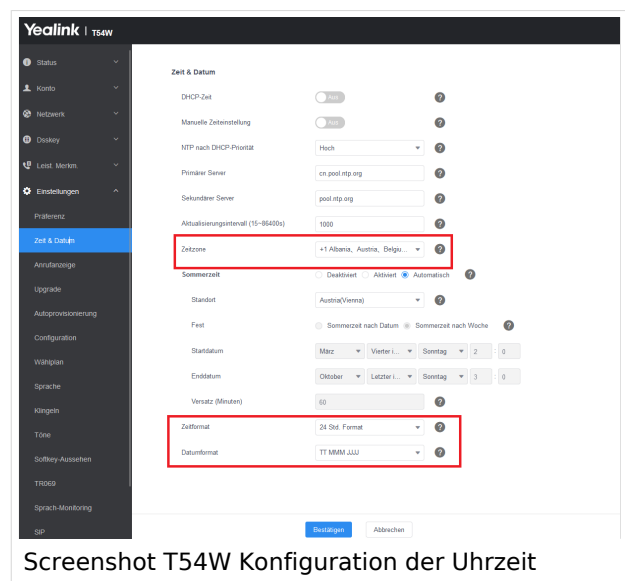 Yealink | T54W
Status
Konto
Netzwerk
Dsskey
Leist. Merkm.
Einstellungen
Präferenz
Zeit & Datum
Anrufanzeige
Upgrade
Autoprovisionierung
Configuration
Wählplan
Sprache
Klingeln
Töne
Softkey-Aussehen
TR069
Sprach-Monitoring
SIP
Zeit & Datum
DHCP-Zeit Aus
Manuelle Zeiteinstellung Aus
NTP nach DHCP-Priorität Hoch
Primärer Server cn.pool.ntp.org
Sekundärer Server pool.ntp.org
Aktualisierungsintervall (15~86400s) 1000
Zeitzone +1 Albania、Austria、Belgiu...
Sommerzeit Deaktiviert Aktiviert Automatisch
Standort Austria(Vienna)
Fest Sommerzeit nach Datum Sommerzeit nach Woche
Startdatum März Vierter i... Sonntag 2 : 0
Enddatum Oktober Letzter i... Sonntag 3 : 0
Versatz (Minuten) 60
Zeitformat 24 Std. Format
Datumformat TT MMM JJJJ
Bestätigen Abbrechen
Screenshot T54W Konfiguration der Uhrzeit